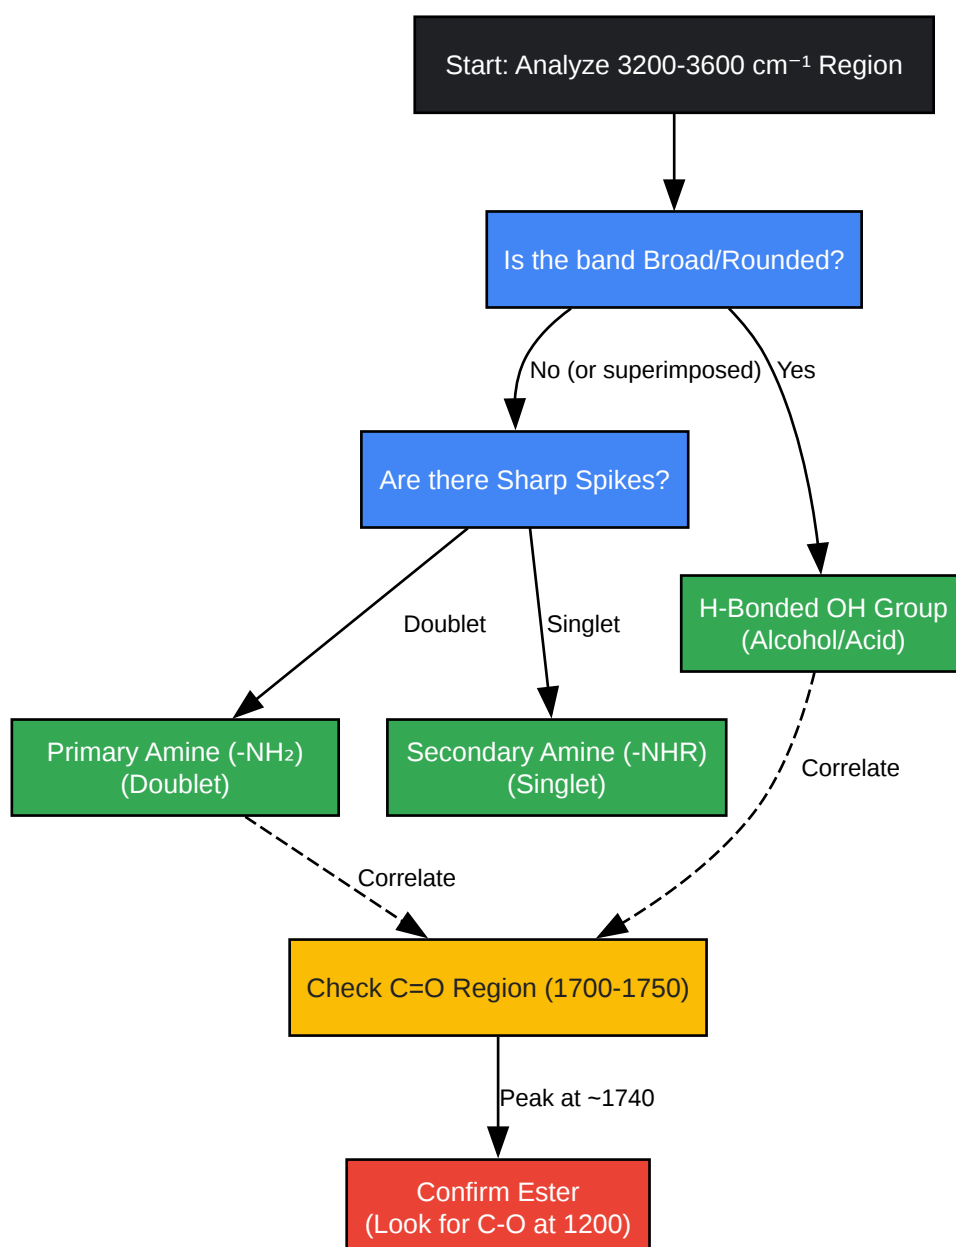 Start: Analyze 3200-3600 cm⁻¹ Region
Is the band Broad/Rounded?
No (or superimposed)
Yes
Are there Sharp Spikes?
H-Bonded OH Group
(Alcohol/Acid)
Doublet
Singlet
Primary Amine (-NH₂)
(Doublet)
Secondary Amine (-NHR)
(Singlet)
Correlate
Correlate
Check C=O Region (1700-1750)
Peak at ~1740
Confirm Ester
(Look for C-O at 1200)